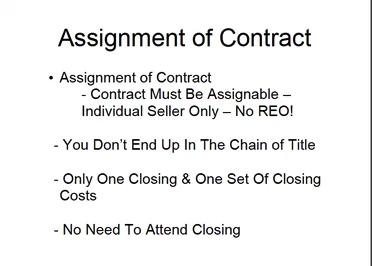 Assignment of Contract
• Assignment of Contract
- Contract Must Be Assignable –
Individual Seller Only – No REO!
- You Don't End Up In The Chain of Title
- Only One Closing & One Set Of Closing
Costs
- No Need To Attend Closing